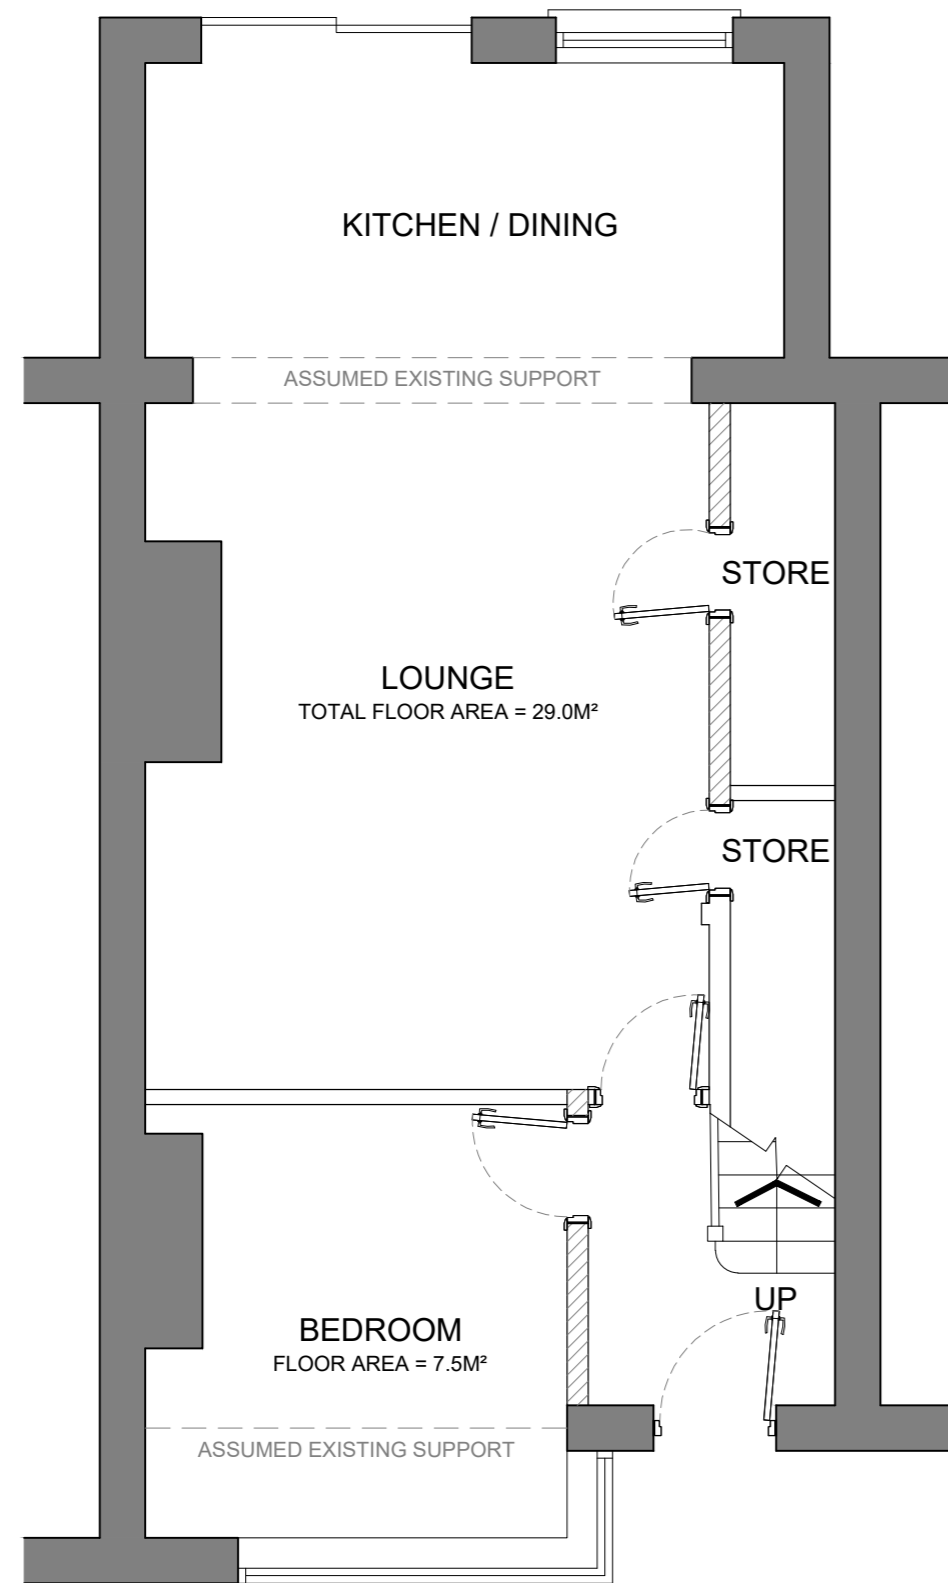 KITCHEN / DINING
ASSUMED EXISTING SUPPORT
STORE
LOUNGE
TOTAL FLOOR AREA = 29.0M²
STORE
UP
BEDROOM
FLOOR AREA = 7.5M²
ASSUMED EXISTING SUPPORT